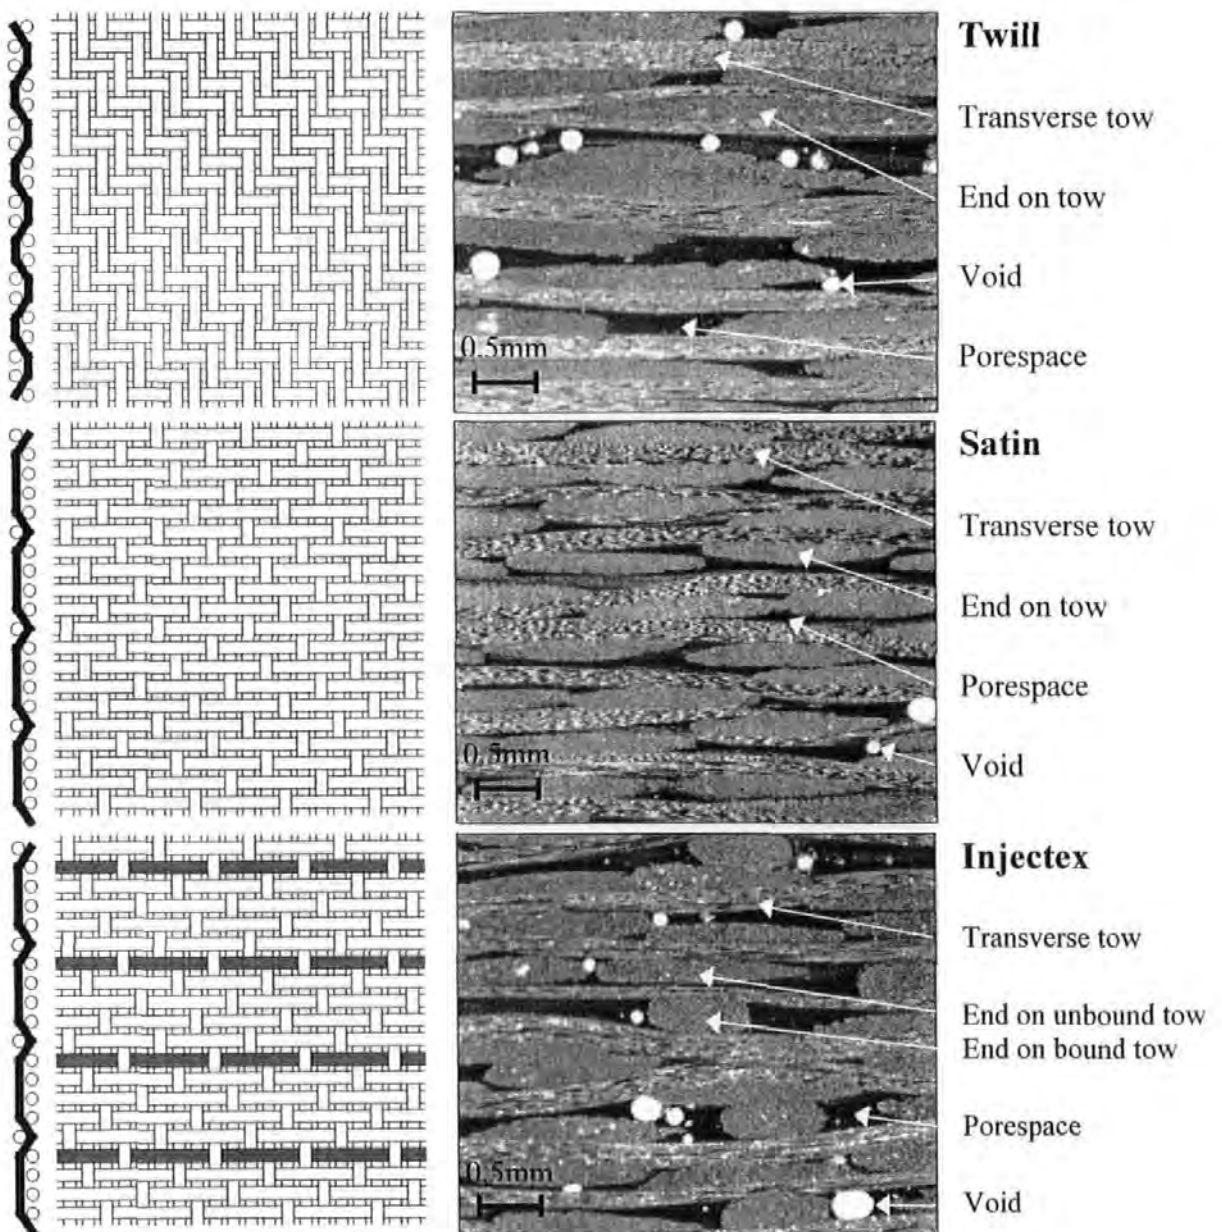 Twill
Transverse tow
End on tow
Void
Porespace
0.5mm
Satin
Transverse tow
End on tow
Porespace
Void
0.5mm
Injectex
Transverse tow
End on unbound tow
End on bound tow
Porespace
Void
0.5mm